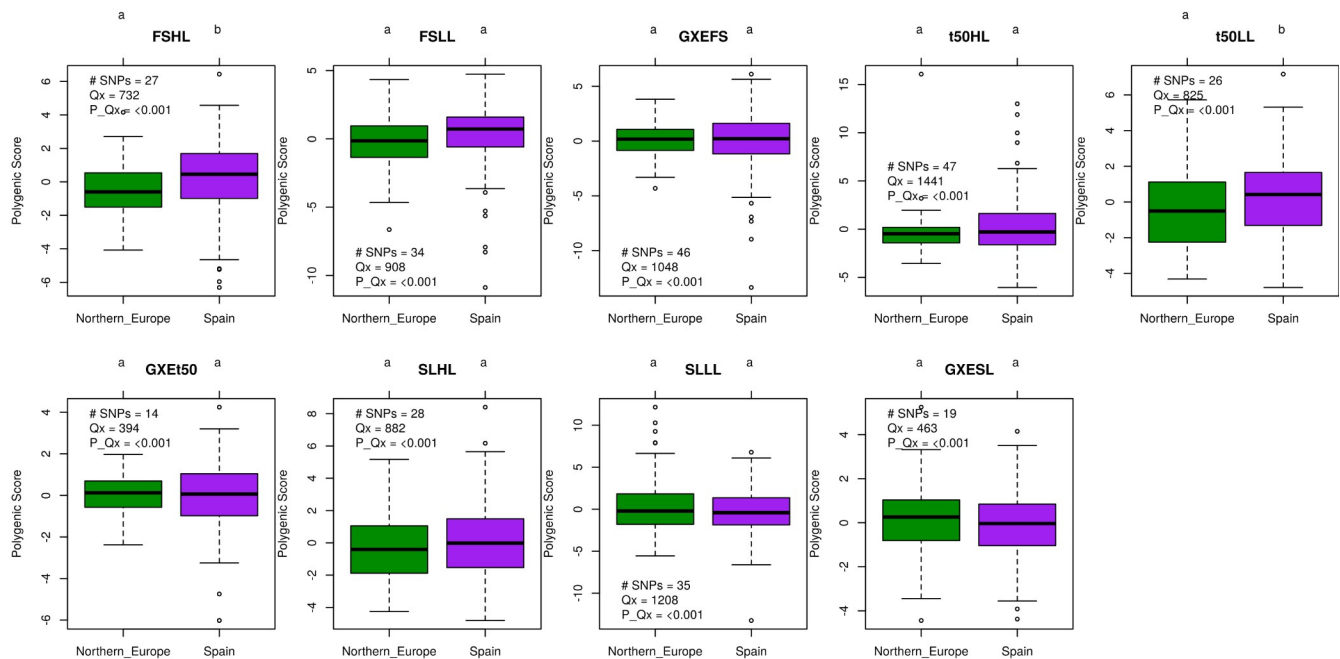 a
FSHL
b
# SNPs = 27
Qx = 732
P_Qx = <0.001
Polygenic Score
6
4
2
0
-2
-4
-6
Northern_Europe
Spain
a
FSLL
a
# SNPs = 34
Qx = 908
P_Qx = <0.001
Polygenic Score
5
0
-5
-10
Northern_Europe
Spain
a
GXEFS
a
# SNPs = 46
Qx = 1048
P_Qx = <0.001
Polygenic Score
5
0
-5
-10
Northern_Europe
Spain
a
t50HL
a
# SNPs = 47
Qx = 1441
P_Qx = <0.001
Polygenic Score
15
10
5
0
-5
Northern_Europe
Spain
a
t50LL
b
# SNPs = 26
Qx = 825
P_Qx = <0.001
Polygenic Score
6
4
2
0
-2
-4
Northern_Europe
Spain
a
GXEt50
a
# SNPs = 14
Qx = 394
P_Qx = <0.001
Polygenic Score
4
2
0
-2
-4
-6
Northern_Europe
Spain
a
SLHL
a
# SNPs = 28
Qx = 882
P_Qx = <0.001
Polygenic Score
8
6
4
2
0
-2
-4
Northern_Europe
Spain
a
SLLL
a
# SNPs = 35
Qx = 1208
P_Qx = <0.001
Polygenic Score
10
5
0
-5
-10
Northern_Europe
Spain
a
GXESL
a
# SNPs = 19
Qx = 463
P_Qx = <0.001
Polygenic Score
4
2
0
-2
-4
Northern_Europe
Spain